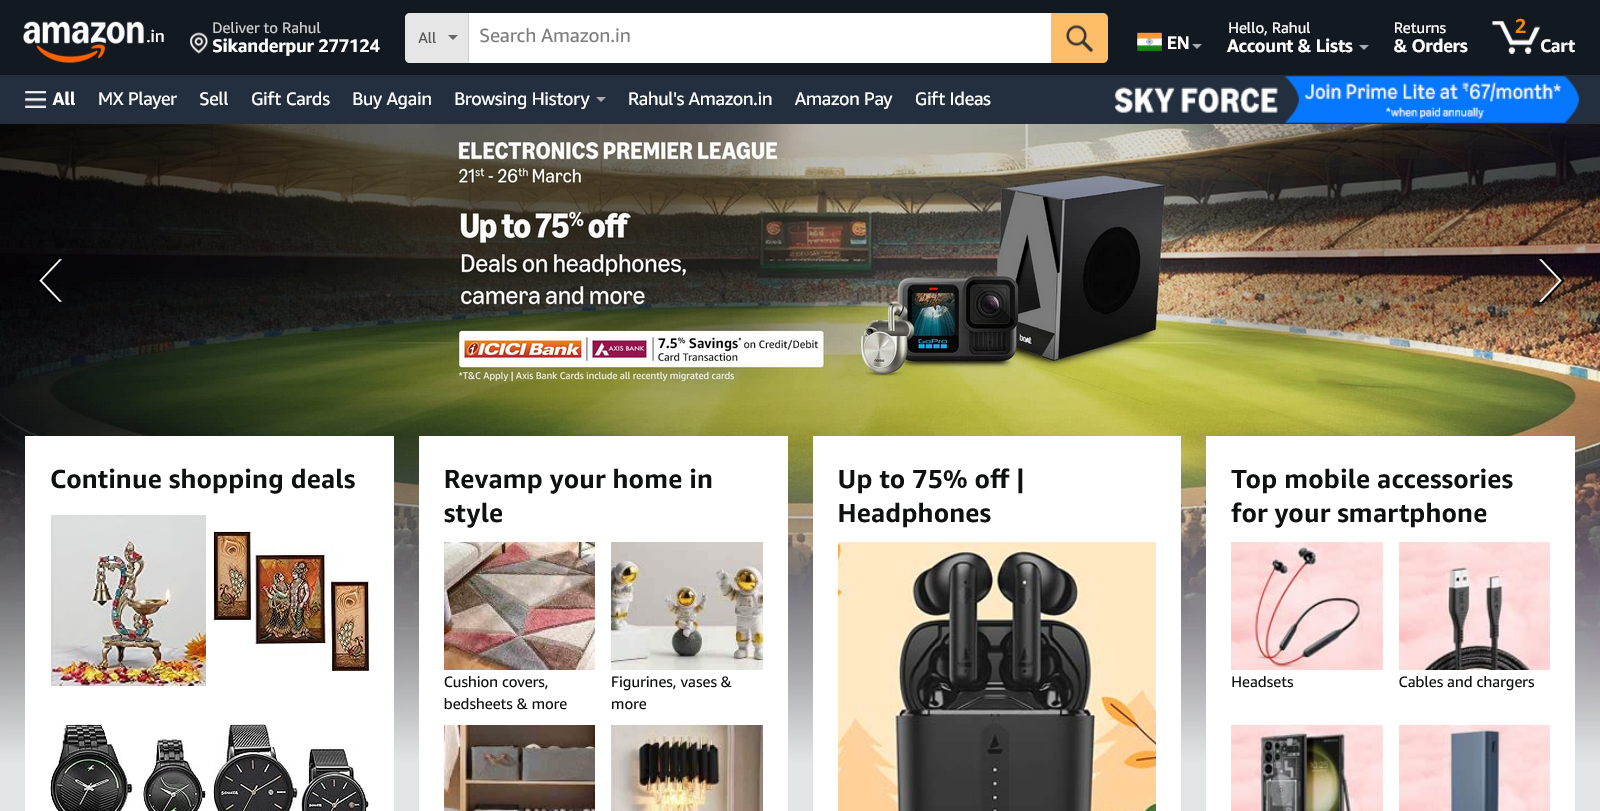 amazon.in
Deliver to Rahul
Sikanderpur 277124
All
Search Amazon.in
EN
Hello, Rahul
Account & Lists
Returns
& Orders
2
Cart
All
MX Player
Sell
Gift Cards
Buy Again
Browsing History
Rahul's Amazon.in
Amazon Pay
Gift Ideas
SKY FORCE
Join Prime Lite at ₹67/month*
*when paid annually
ELECTRONICS PREMIER LEAGUE
21st - 26th March
Up to 75% off
Deals on headphones,
camera and more
ICICI Bank
AXIS BANK
7.5% Savings* on Credit/Debit
Card Transaction
*T&C Apply | Axis Bank Cards include all recently migrated cards
GoPro
boAt
Continue shopping deals
Revamp your home in
style
Cushion covers,
bedsheets & more
Figurines, vases &
more
Up to 75% off |
Headphones
Top mobile accessories
for your smartphone
Headsets
Cables and chargers
SONATA